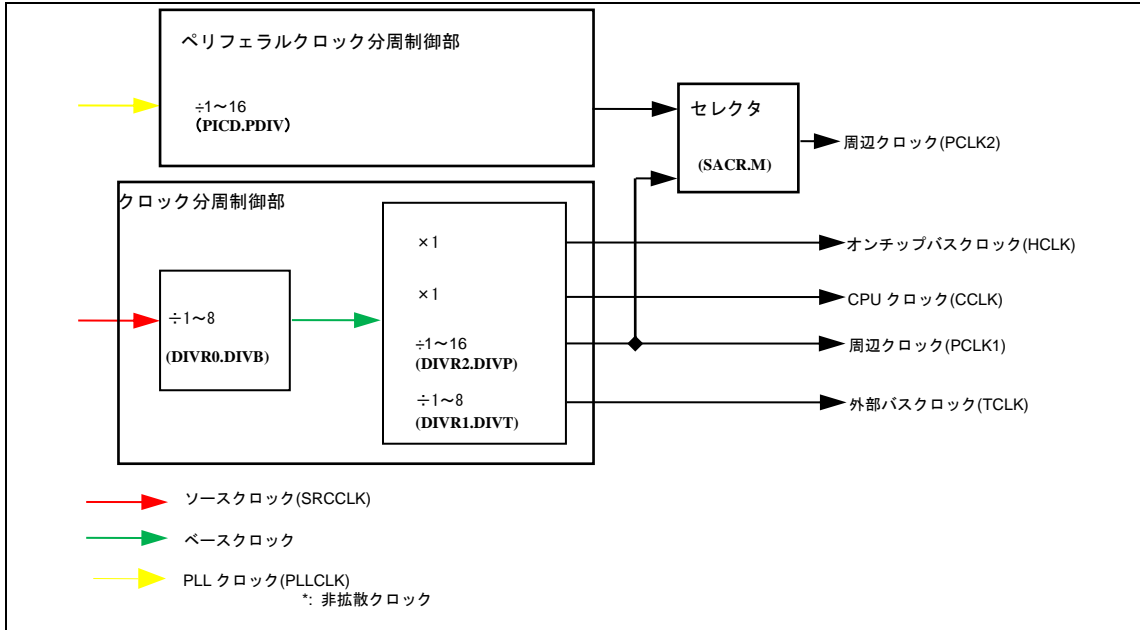 ペリフェラルクロック分周制御部
÷1～16
(PICD.PDIV)
セレクタ
(SACR.M)
周辺クロック(PCLK2)
クロック分周制御部
÷1～8
(DIVR0.DIVB)
×1
×1
÷1～16
(DIVR2.DIVP)
÷1～8
(DIVR1.DIVT)
オンチップバスクロック(HCLK)
CPU クロック(CCLK)
周辺クロック(PCLK1)
外部バスクロック(TCLK)
ソースクロック(SRCCLK)
ベースクロック
PLL クロック(PLLCLK)
*: 非拡散クロック